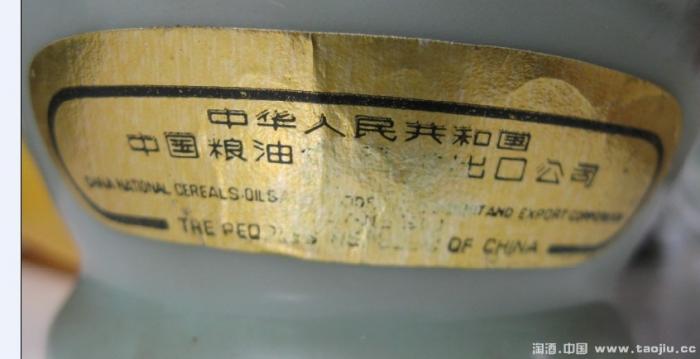 中华人民共和国
中国粮油 出口公司
CHINA NATIONAL CEREALS·OILS AND EXPORT CORPORATION
THE PEOPLES OF CHINA
淘酒.中国 www.taojiu.cc